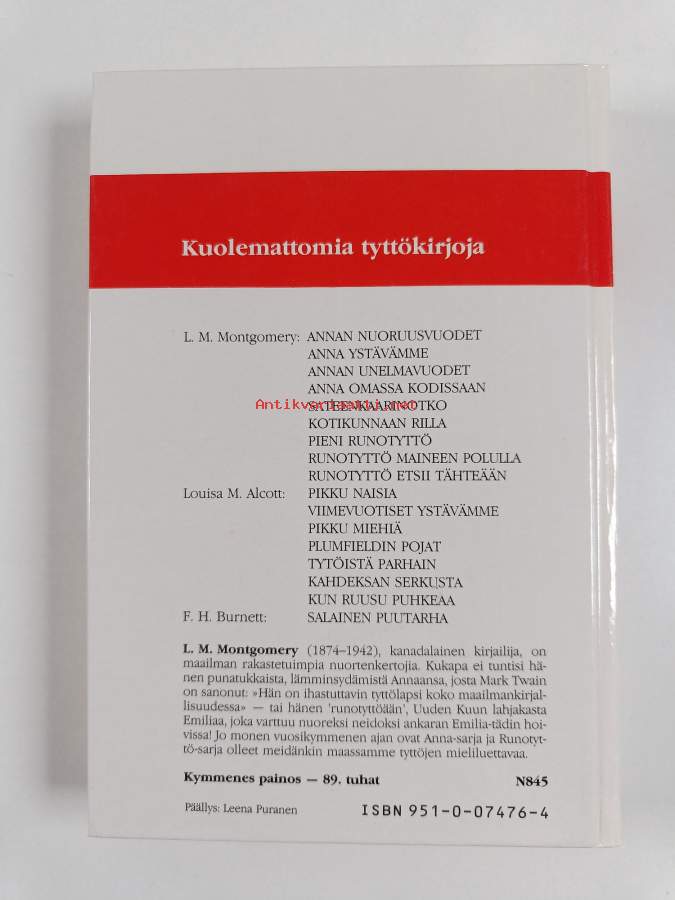 Kuolemattomia tyttökirjoja
L. M. Montgomery: ANNAN NUORUUSVUODET
ANNA YSTÄVÄMME
ANNAN UNELMAVUODET
ANNA OMASSA KODISSAAN
Antikvariaatti.net
SATEENKAARINOTKO
KOTIKUNNAAN RILLA
PIENI RUNOTYTTÖ
RUNOTYTTÖ MAINEEN POLULLA
RUNOTYTTÖ ETSII TÄHTEÄÄN
Louisa M. Alcott: PIKKU NAISIA
VIIMEVUOTISET YSTÄVÄMME
PIKKU MIEHIÄ
PLUMFIELDIN POJAT
TYTÖISTÄ PARHAIN
KAHDEKSAN SERKUSTA
KUN RUUSU PUHKEAA
F. H. Burnett: SALAINEN PUUTARHA
L. M. Montgomery (1874–1942), kanadalainen kirjailija, on
maailman rakastetuimpia nuortenkertojia. Kukapa ei tuntisi hä-
nen punatukkaista, lämminsydämistä Annaansa, josta Mark Twain
on sanonut: »Hän on ihastuttavin tyttölapsi koko maailmankirjal-
lisuudessa» — tai hänen 'runotyttöään', Uuden Kuun lahjakasta
Emiliaa, joka varttuu nuoreksi neidoksi ankaran Emilia-tädin hoi-
vissa! Jo monen vuosikymmenen ajan ovat Anna-sarja ja Runotyt-
tö-sarja olleet meidänkin maassamme tyttöjen mieliluettavaa.
Kymmenes painos — 89. tuhat N845
Päällys: Leena Puranen ISBN 951-0-07476-4